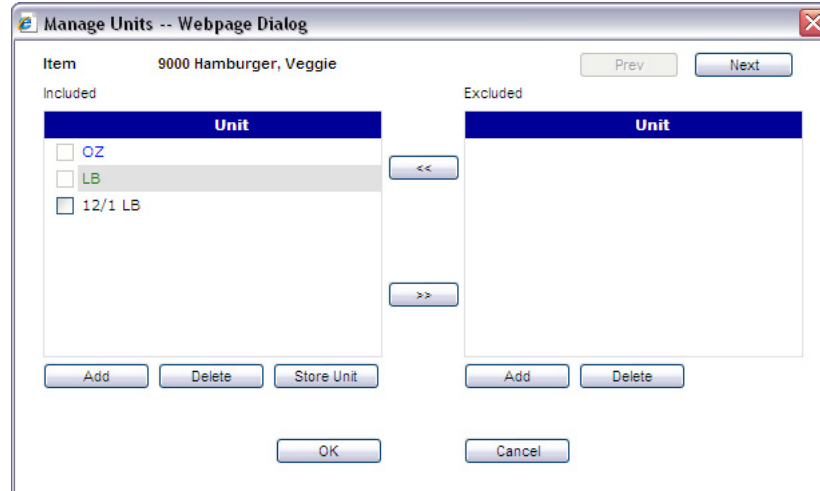 Manage Units -- Webpage Dialog
Item 9000 Hamburger, Veggie Prev Next
Included Excluded
Unit Unit
OZ
<<
LB
12/1 LB
>>
Add Delete Store Unit Add Delete
OK Cancel